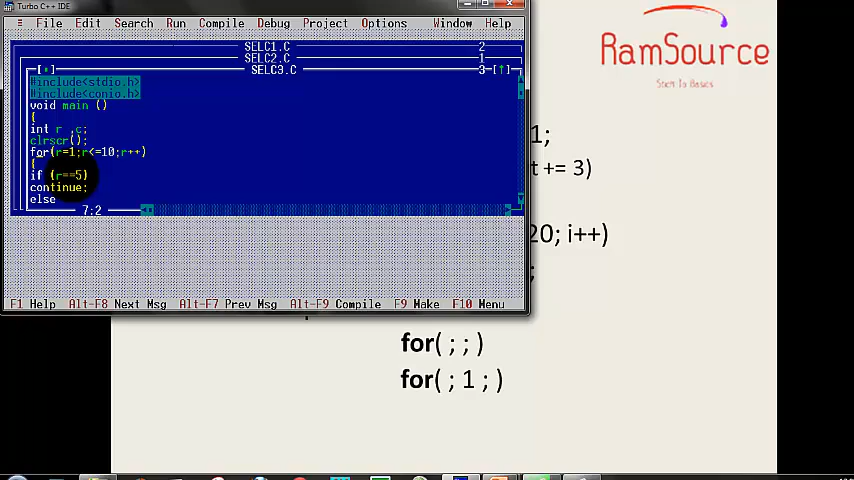 Turbo C++ IDE
≡ File Edit Search Run Compile Debug Project Options Window Help
SELC1.C 2
SELC2.C 1
SELC3.C 3
#include<stdio.h>
#include<conio.h>
void main ()
{
int r ,c;
clrscr();
for(r=1;r<=10;r++)
{
if (r==5)
continue;
else
7:2
F1 Help Alt-F8 Next Msg Alt-F7 Prev Msg Alt-F9 Compile F9 Make F10 Menu
RamSource
Stick To Basics
1;
t += 3)
20; i++)
;
for( ; ; )
for( ; 1 ; )